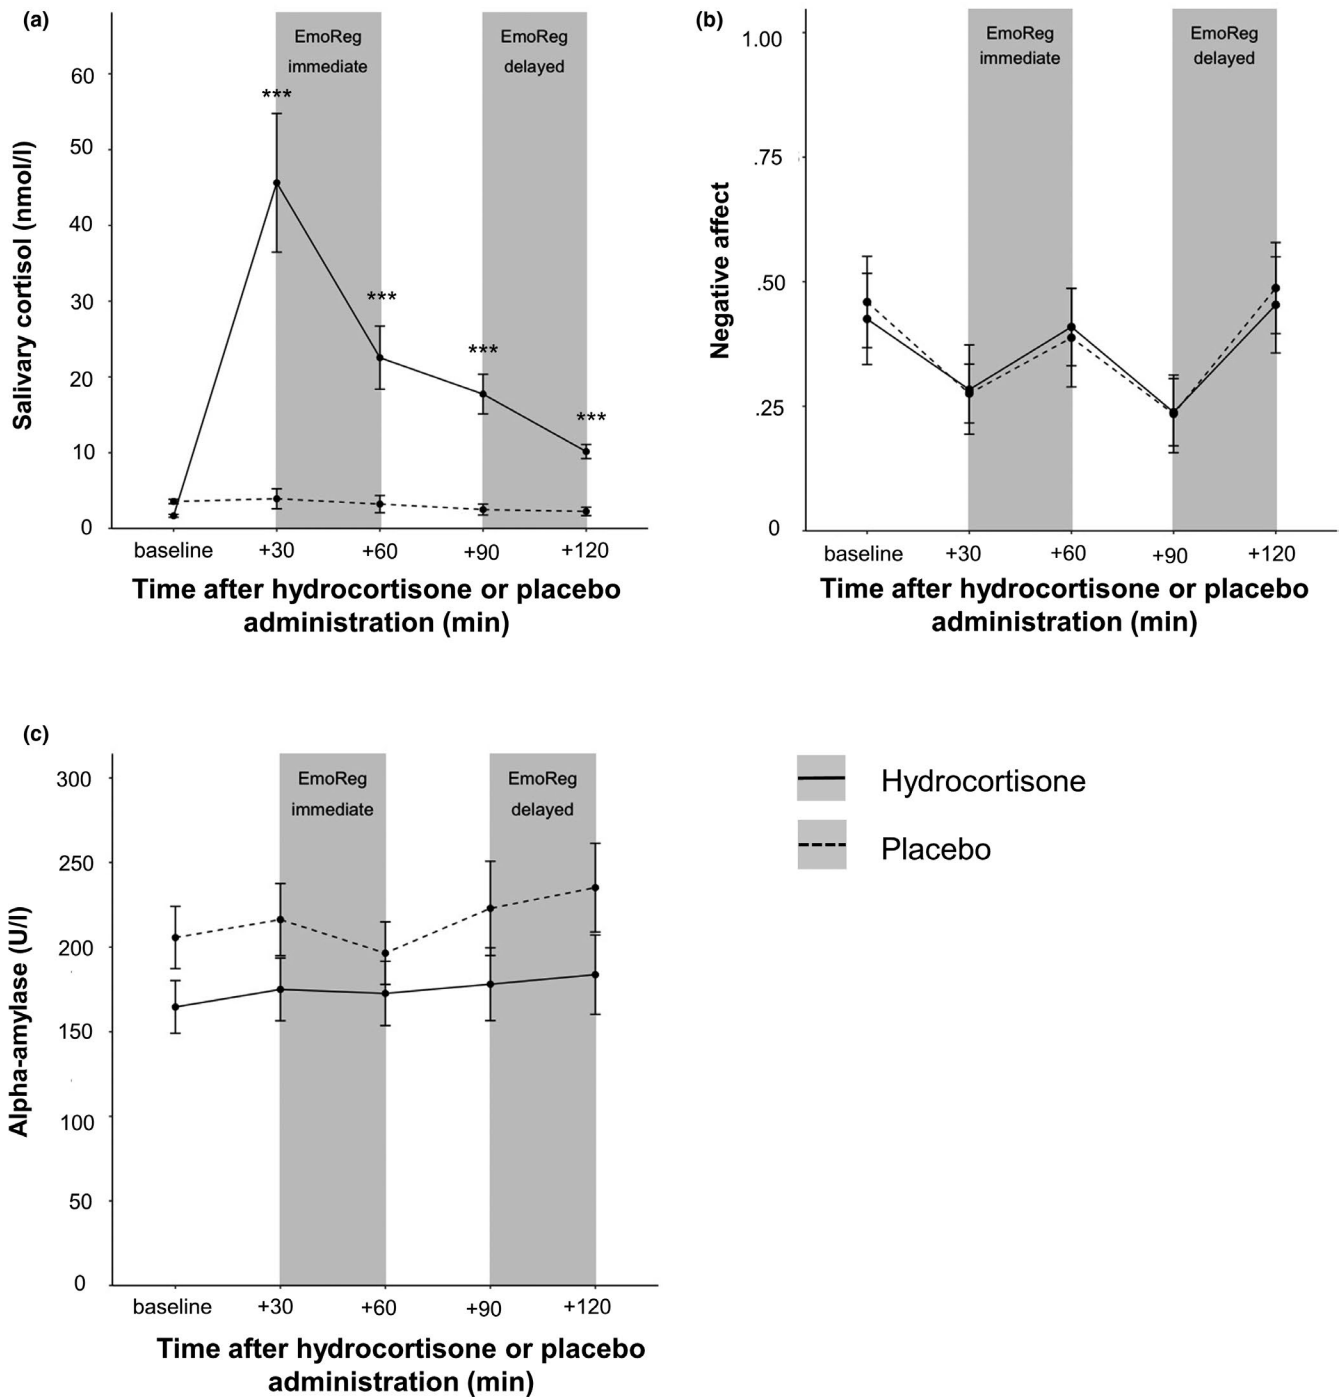 (a)
EmoReg
immediate
EmoReg
delayed
60
50
40
30
20
10
0
***
***
***
***
Salivary cortisol (nmol/l)
baseline +30 +60 +90 +120
Time after hydrocortisone or placebo
administration (min)
(b)
EmoReg
immediate
EmoReg
delayed
1.00
.75
.50
.25
0
Negative affect
baseline +30 +60 +90 +120
Time after hydrocortisone or placebo
administration (min)
(c)
EmoReg
immediate
EmoReg
delayed
300
250
200
150
100
50
0
Alpha-amylase (U/l)
baseline +30 +60 +90 +120
Time after hydrocortisone or placebo
administration (min)
Hydrocortisone
Placebo